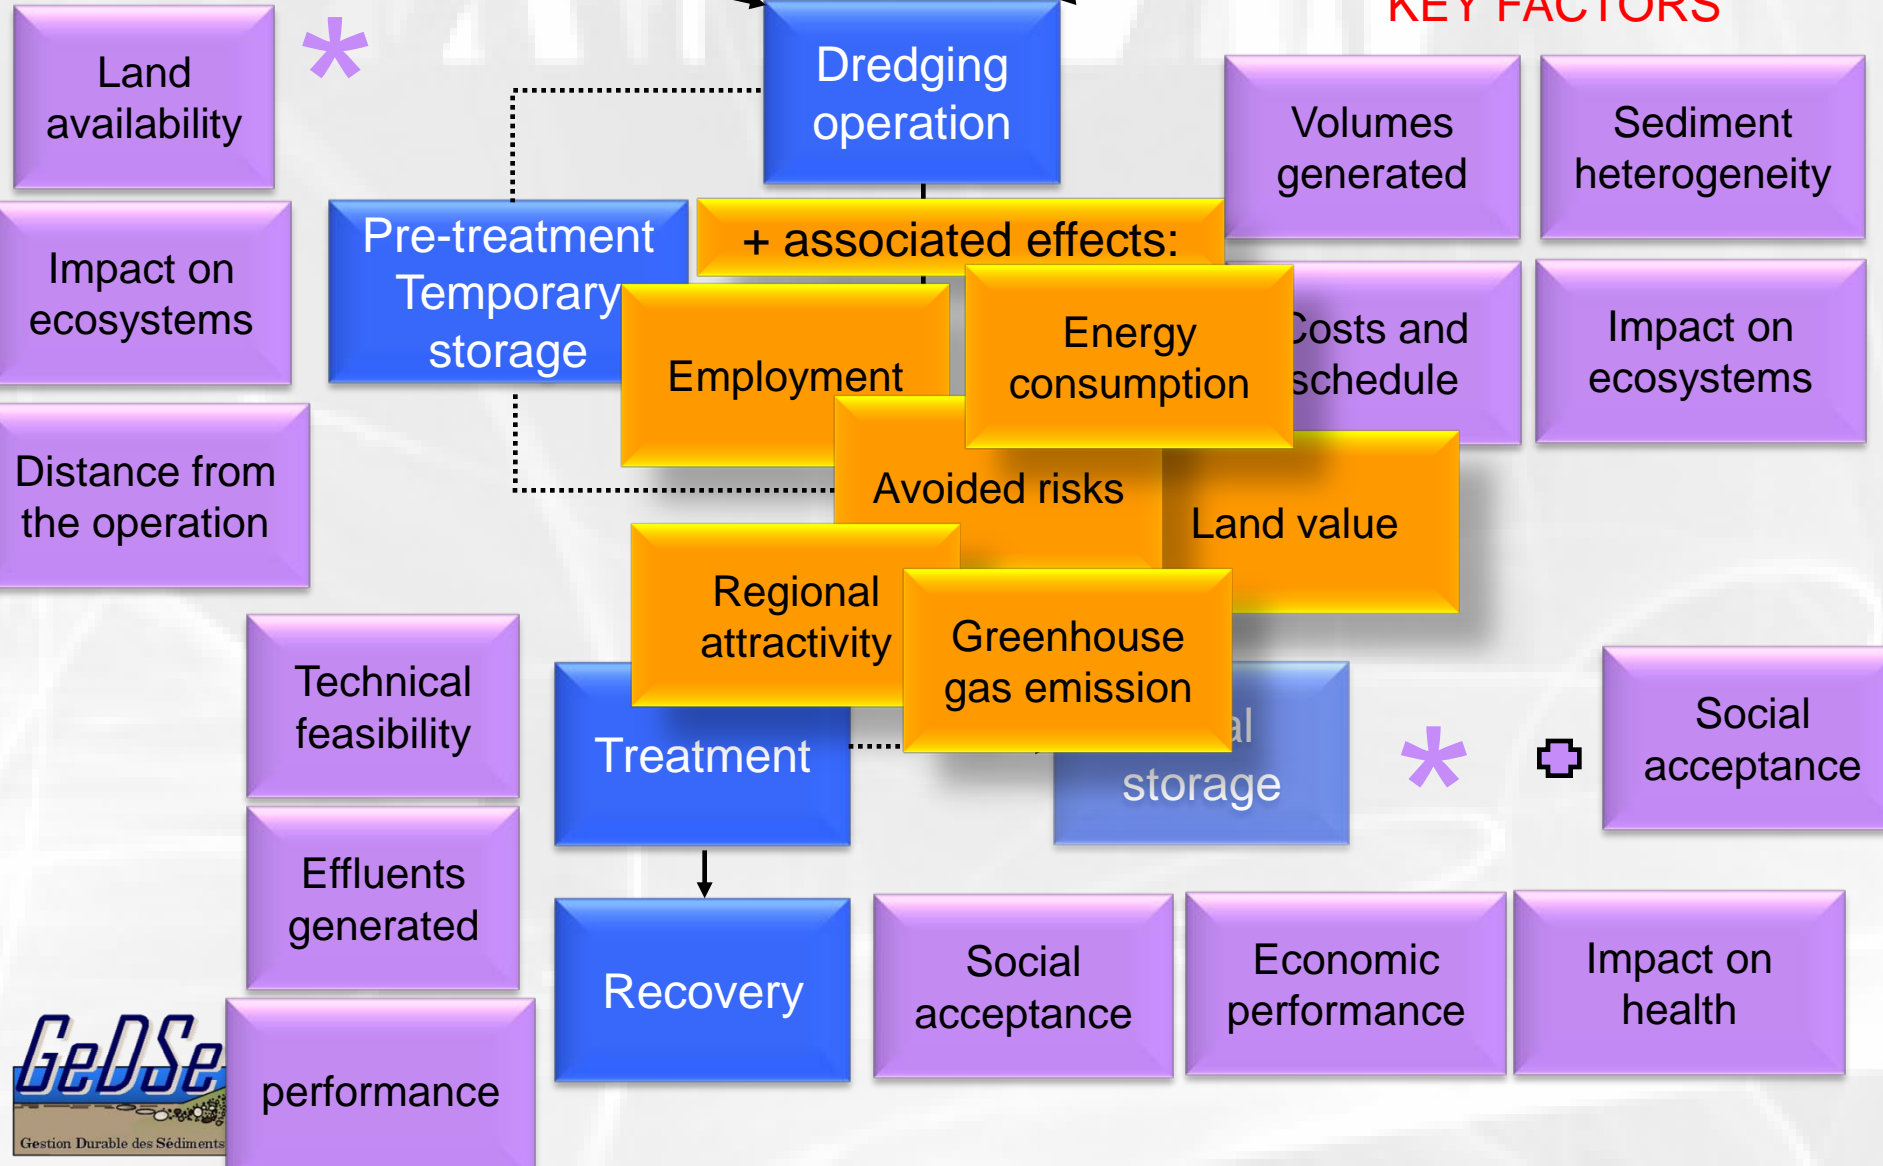 KEY FACTORS
Land
availability
*
Dredging
operation
Volumes
generated
Sediment
heterogeneity
Impact on
ecosystems
Pre-treatment
Temporary
storage
+ associated effects:
Employment
Energy
consumption
Costs and
schedule
Impact on
ecosystems
Distance from
the operation
Avoided risks
Land value
Regional
attractivity
Greenhouse
gas emission
Technical
feasibility
Treatment
storage
*
Social
acceptance
Effluents
generated
Recovery
Social
acceptance
Economic
performance
Impact on
health
performance
GeDSe
Gestion Durable des Sédiments